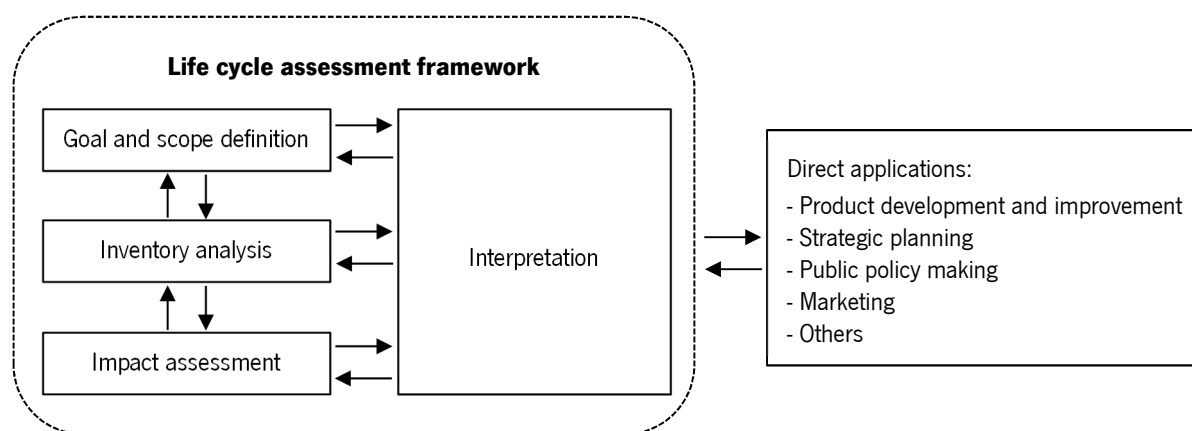 Life cycle assessment framework
Goal and scope definition
Inventory analysis
Impact assessment
Interpretation
Direct applications:
- Product development and improvement
- Strategic planning
- Public policy making
- Marketing
- Others